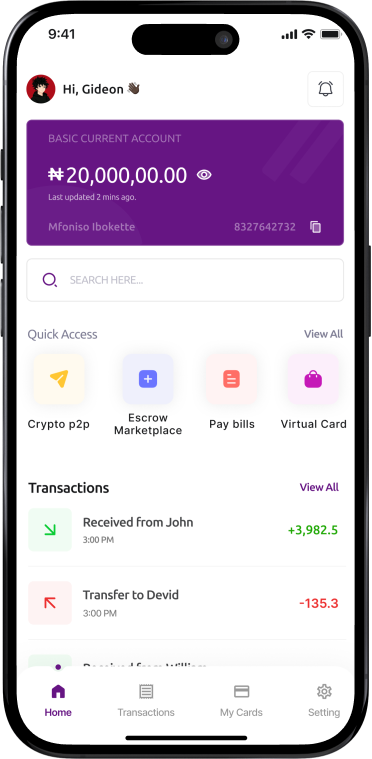 9:41
Hi, Gideon 👋🏿
BASIC CURRENT ACCOUNT
₦20,000,00.00
Last updated 2 mins ago.
Mfoniso Ibokette 8327642732
SEARCH HERE...
Quick Access View All
Crypto p2p
Escrow
Marketplace
Pay bills
Virtual Card
Transactions View All
Received from John
3:00 PM
+3,982.5
Transfer to Devid
3:00 PM
-135.3
Received from William
Home Transactions My Cards Setting